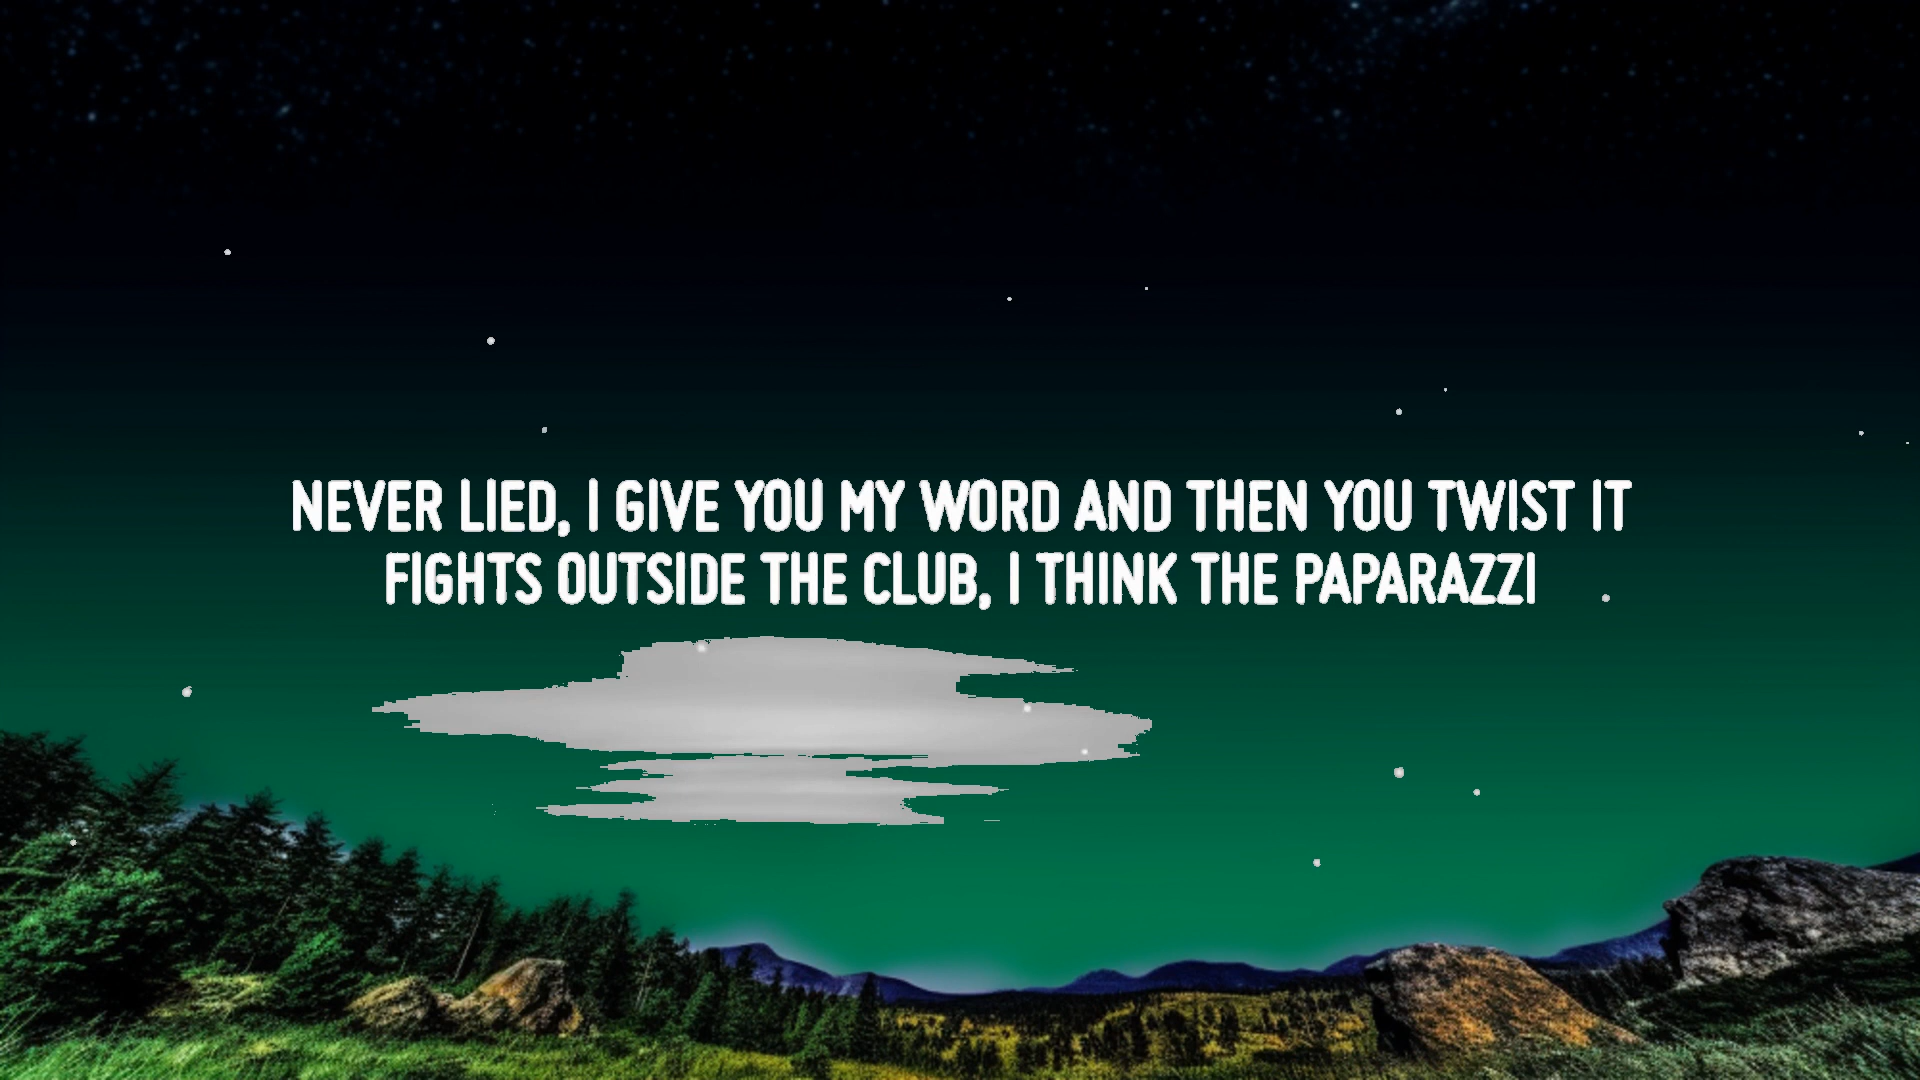 NEVER LIED, I GIVE YOU MY WORD AND THEN YOU TWIST IT
FIGHTS OUTSIDE THE CLUB, I THINK THE PAPARAZZI